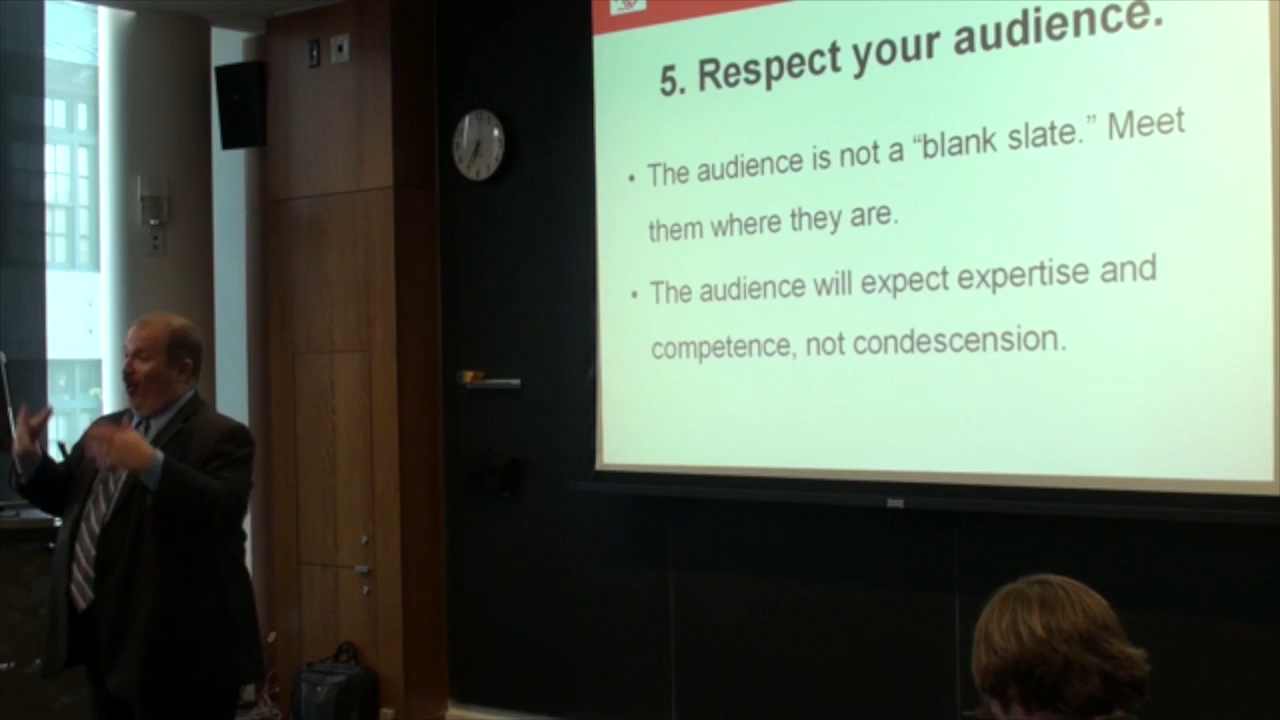 5. Respect your audience.
• The audience is not a “blank slate.” Meet
them where they are.
• The audience will expect expertise and
competence, not condescension.